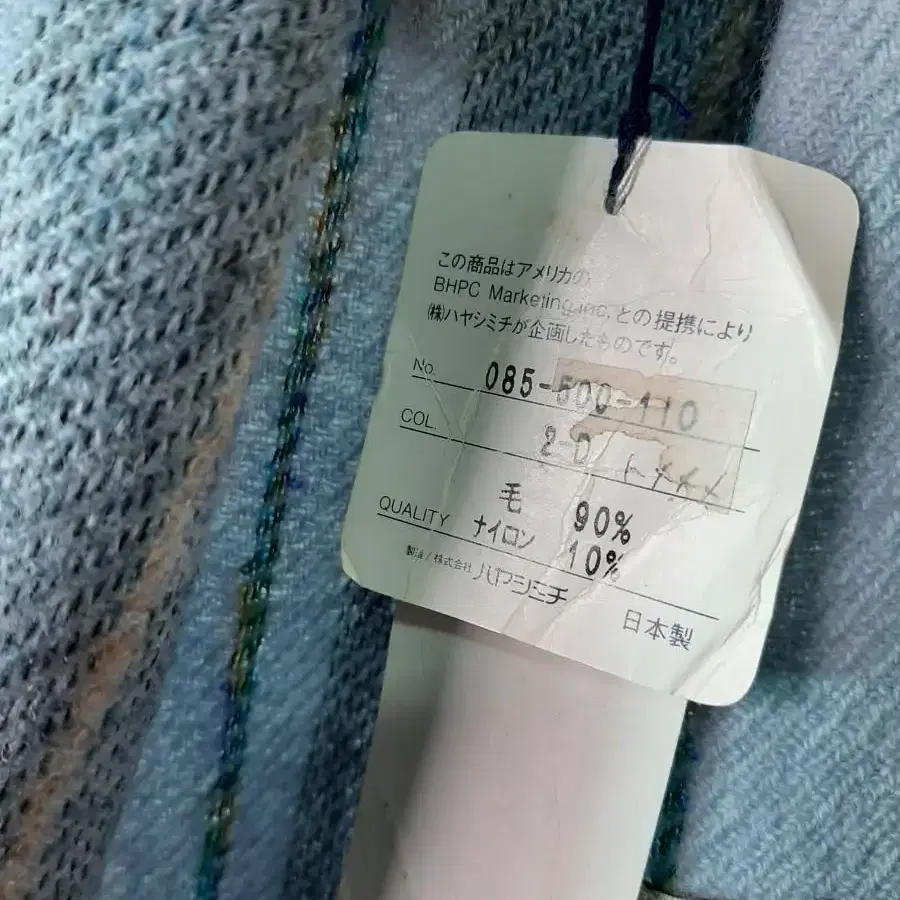 この商品はアメリカの
BHPC Marketing,inc.との提携により
㈱ハヤシミチが企画したものです。
No. 085-500-110
COL. 2-D
毛 90%
QUALITY ナイロン 10%
製造/株式会社 ハヤシミチ
日本製